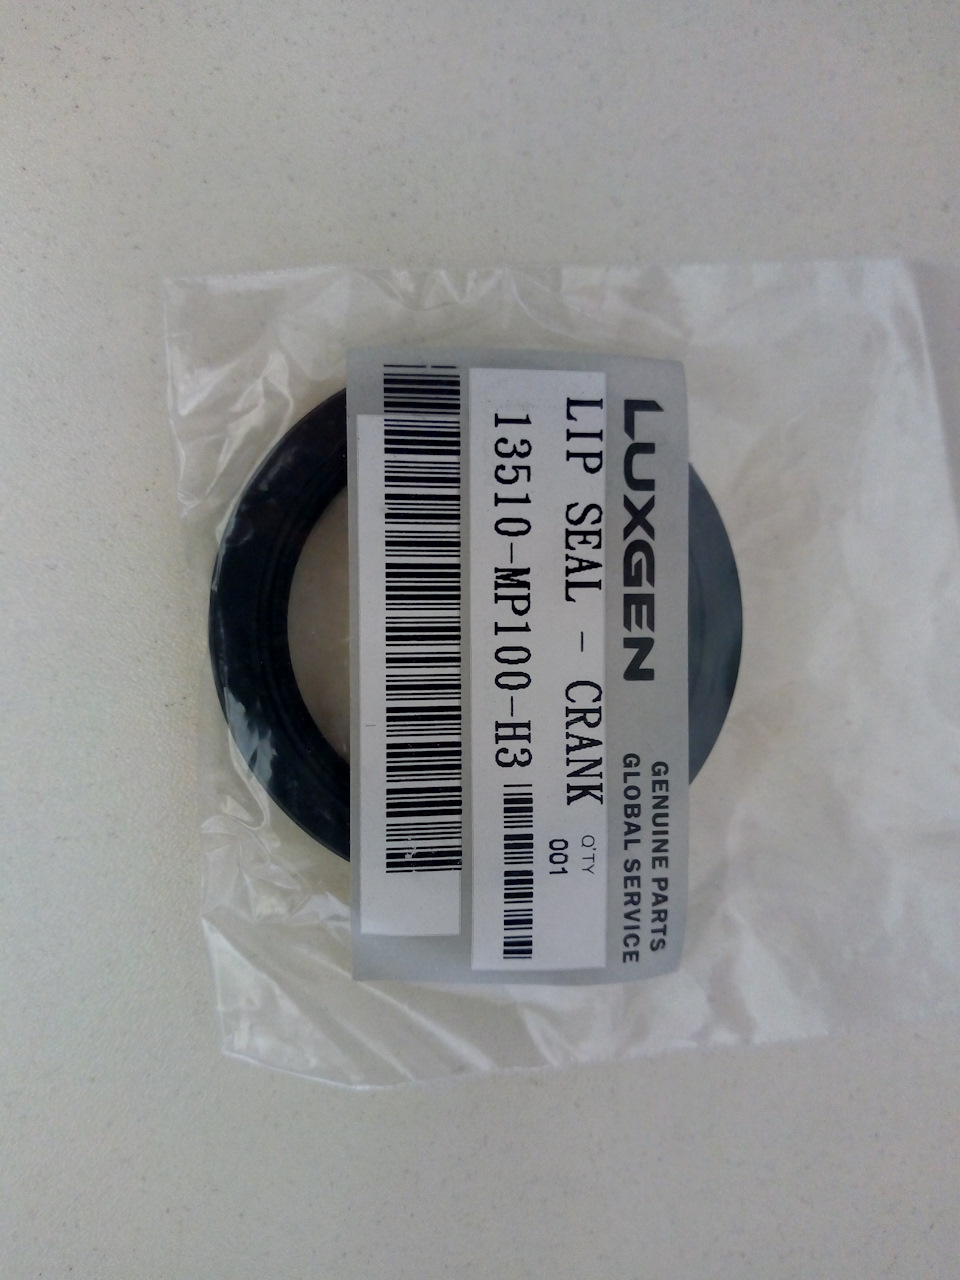 LUXGEN
GENUINE PARTS
GLOBAL SERVICE
LIP SEAL - CRANK
Q'TY
001
13510-MP100-H3